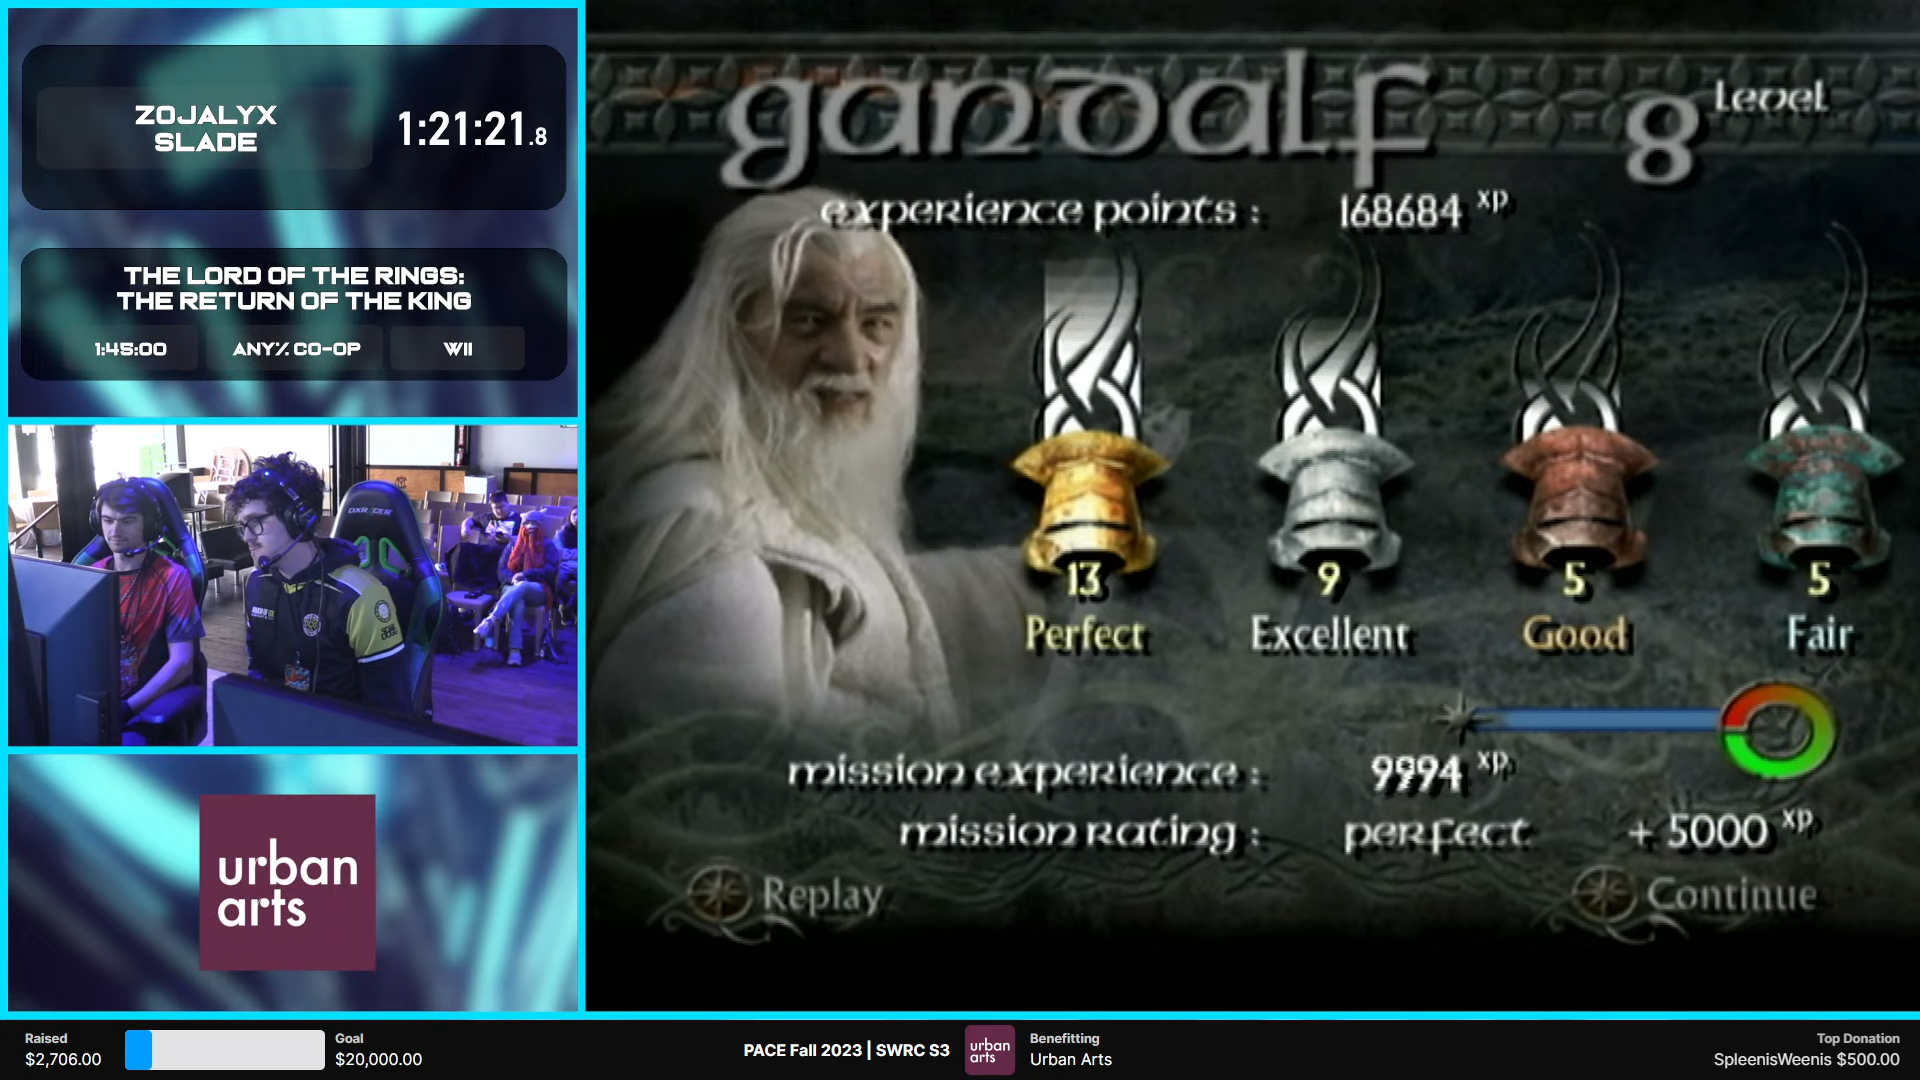 ZOJALYX
SLADE
1:21:21.8
THE LORD OF THE RINGS:
THE RETURN OF THE KING
1:45:00 ANY% CO-OP WII
DXRACER
urban
arts
gandalf
8 Level
experience points : 168684 xp
13 9 5 5
Perfect Excellent Good Fair
mission experience : 9994 xp
mission rating : perfect + 5000 xp
Replay Continue
Raised
$2,706.00
Goal
$20,000.00
PACE Fall 2023 | SWRC S3
urban
arts
Benefitting
Urban Arts
Top Donation
SpleenisWeenis $500.00